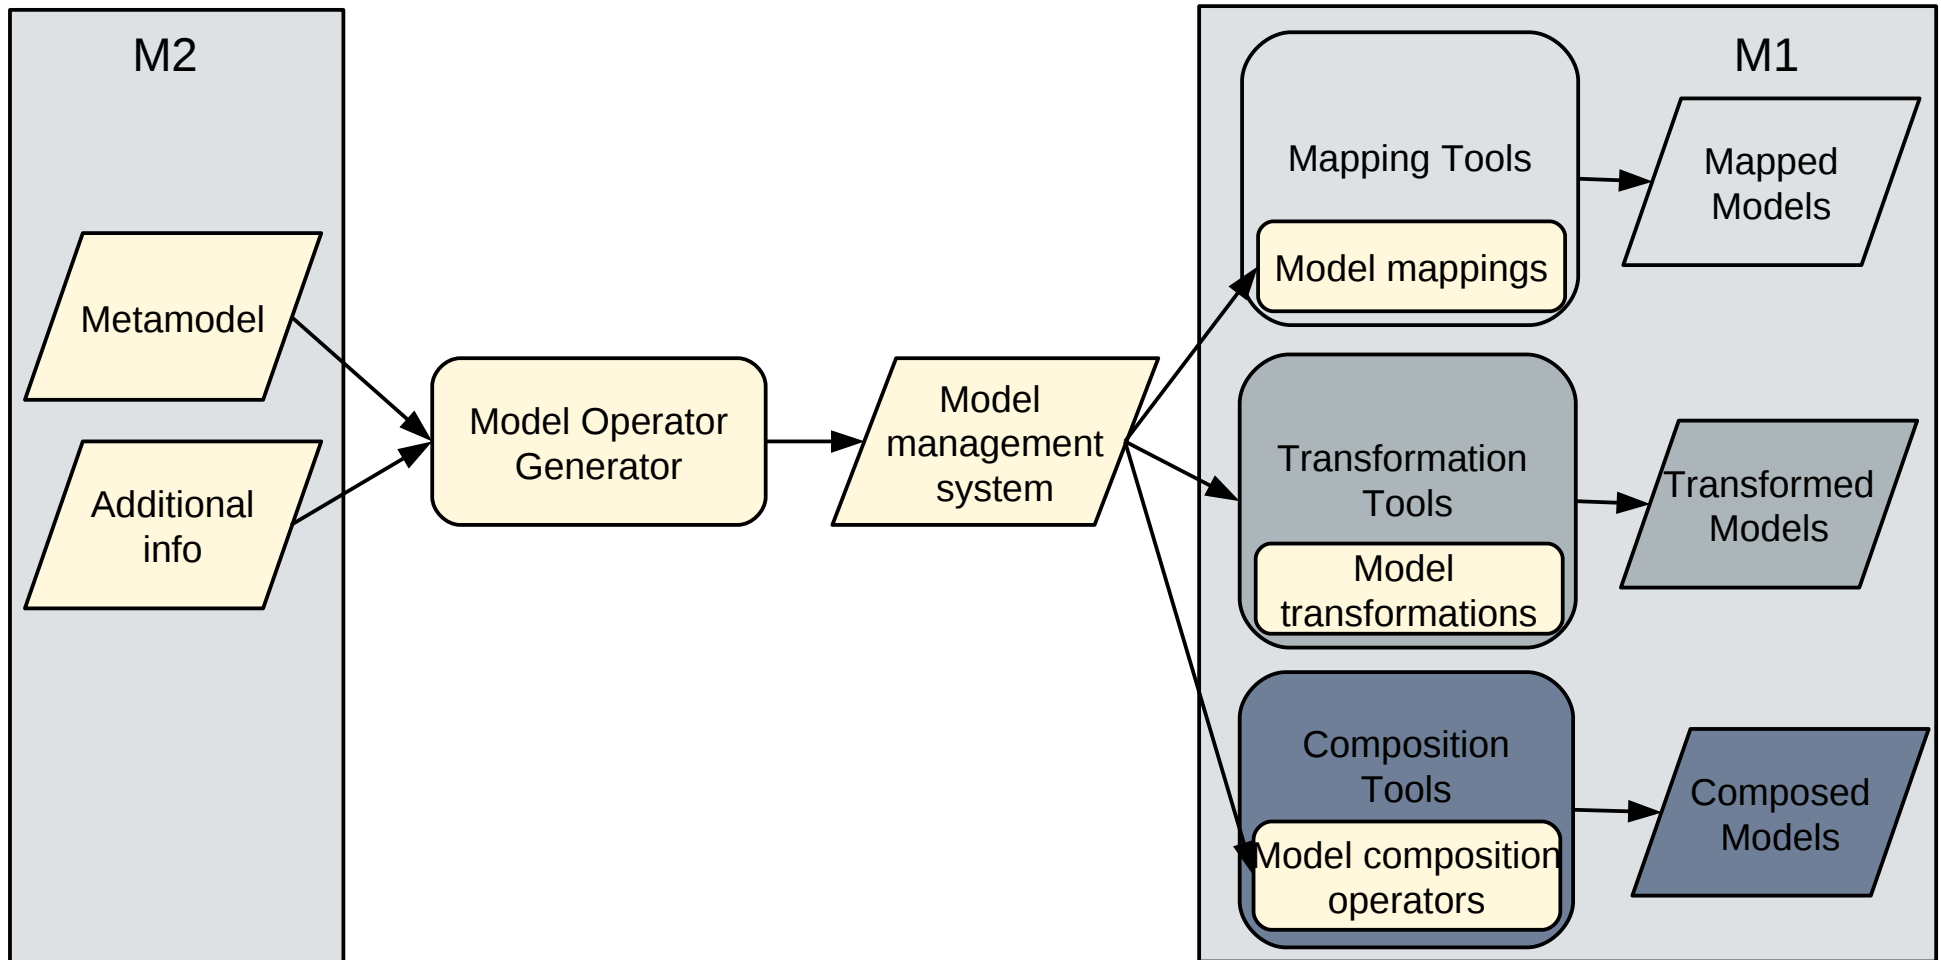 M2
Metamodel
Additional
info
Model Operator
Generator
Model
management
system
M1
Mapping Tools
Model mappings
Mapped
Models
Transformation
Tools
Model
transformations
Transformed
Models
Composition
Tools
Model composition
operators
Composed
Models